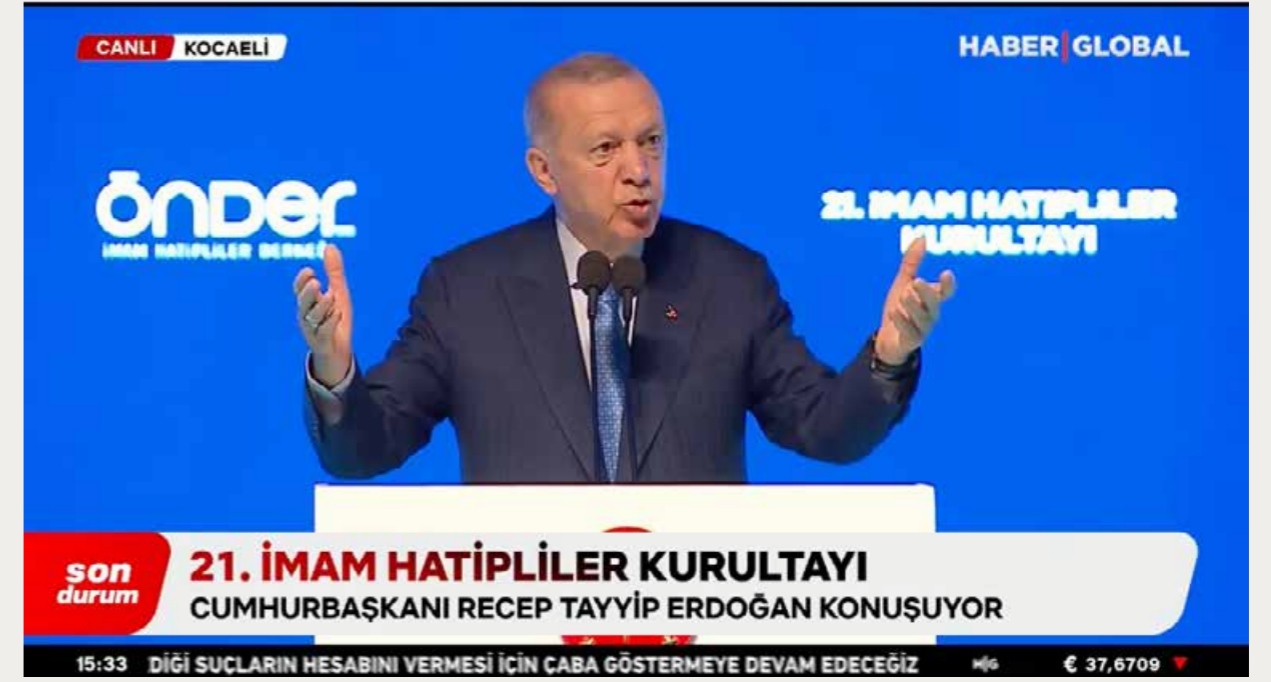 CANLI KOCAELİ
HABER GLOBAL
ÖNDER
İMAM HATİPLİLER DERNEĞİ
21. İMAM HATİPLİLER
KURULTAYI
son
durum
21. İMAM HATİPLİLER KURULTAYI
CUMHURBAŞKANI RECEP TAYYİP ERDOĞAN KONUŞUYOR
15:33 DİĞİ SUÇLARIN HESABINI VERMESİ İÇİN ÇABA GÖSTERMEYE DEVAM EDECEĞİZ € 37,6709